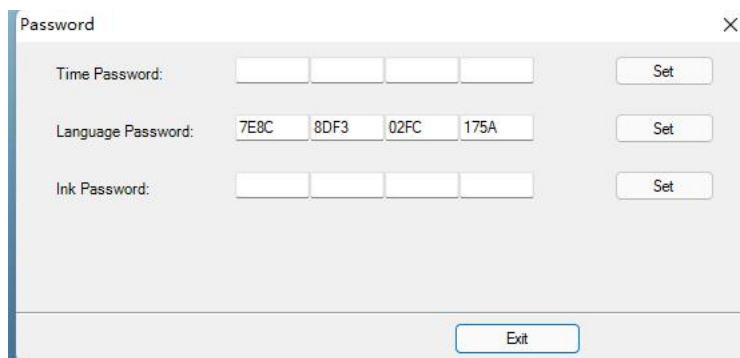 Password
Time Password: Set
Language Password: 7E8C 8DF3 02FC 175A Set
Ink Password: Set
Exit